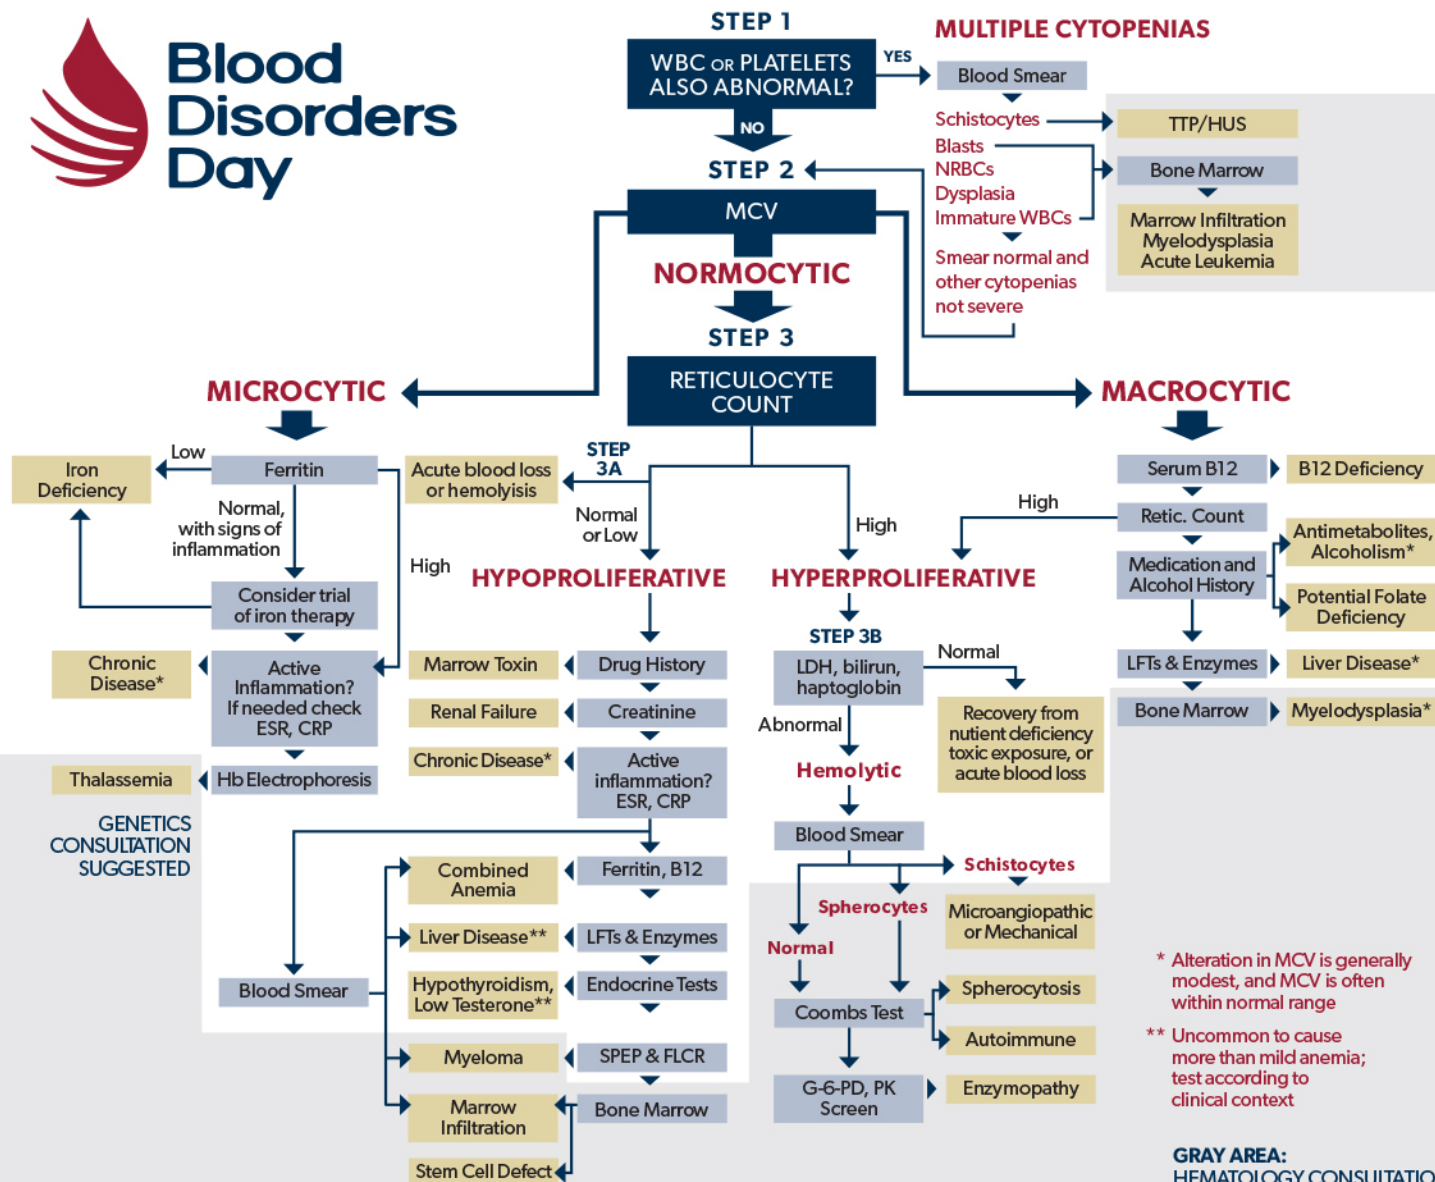 Blood
Disorders
Day
STEP 1
WBC OR PLATELETS
ALSO ABNORMAL?
YES
NO
MULTIPLE CYTOPENIAS
Blood Smear
Schistocytes
TTP/HUS
Blasts
NRBCs
Dysplasia
Immature WBCs
Bone Marrow
Marrow Infiltration
Myelodysplasia
Acute Leukemia
Smear normal and
other cytopenias
not severe
STEP 2
MCV
NORMOCYTIC
STEP 3
RETICULOCYTE
COUNT
MICROCYTIC
Low
Ferritin
Iron
Deficiency
Normal,
with signs of
inflammation
High
Consider trial
of iron therapy
Chronic
Disease*
Active
Inflammation?
If needed check
ESR, CRP
Thalassemia
Hb Electrophoresis
GENETICS
CONSULTATION
SUGGESTED
STEP
3A
Acute blood loss
or hemolyisis
Normal
or Low
High
HYPOPROLIFERATIVE
Marrow Toxin
Drug History
Renal Failure
Creatinine
Chronic Disease*
Active
inflammation?
ESR, CRP
Combined
Anemia
Ferritin, B12
Liver Disease**
LFTs & Enzymes
Blood Smear
Hypothyroidism,
Low Testerone**
Endocrine Tests
Myeloma
SPEP & FLCR
Marrow
Infiltration
Bone Marrow
Stem Cell Defect
HYPERPROLIFERATIVE
STEP 3B
LDH, bilirun,
haptoglobin
Normal
Recovery from
nutient deficiency
toxic exposure, or
acute blood loss
Abnormal
Hemolytic
Blood Smear
Schistocytes
Microangiopathic
or Mechanical
Spherocytes
Normal
Coombs Test
Spherocytosis
Autoimmune
G-6-PD, PK
Screen
Enzymopathy
MACROCYTIC
Serum B12
B12 Deficiency
High
Retic. Count
Medication and
Alcohol History
Antimetabolites,
Alcoholism*
Potential Folate
Deficiency
LFTs & Enzymes
Liver Disease*
Bone Marrow
Myelodysplasia*
* Alteration in MCV is generally
modest, and MCV is often
within normal range
** Uncommon to cause
more than mild anemia;
test according to
clinical context
GRAY AREA:
HEMATOLOGY CONSULTATIO